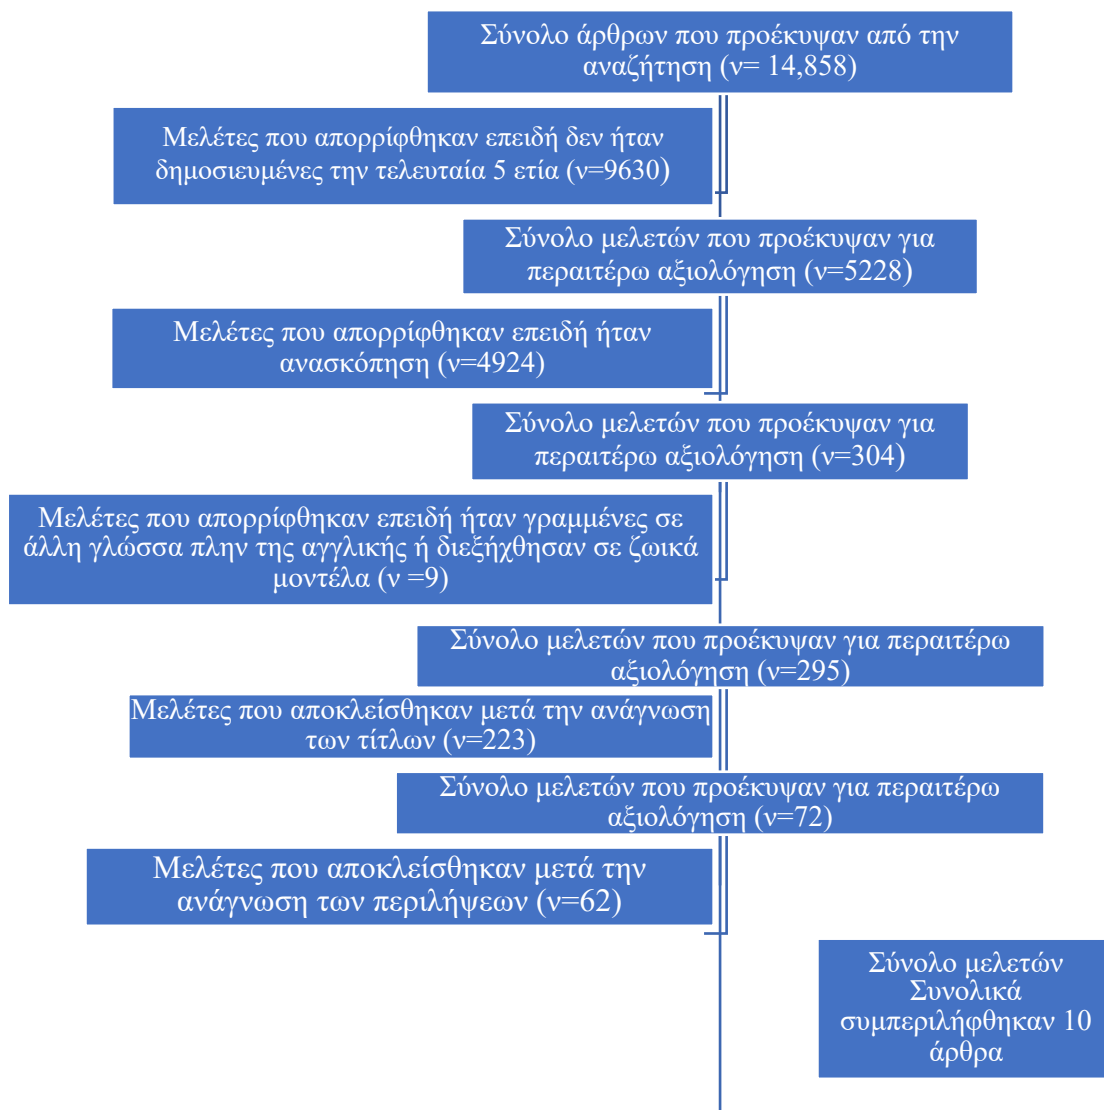 Σύνολο άρθρων που προέκυψαν από την
αναζήτηση (ν= 14,858)
Μελέτες που απορρίφθηκαν επειδή δεν ήταν
δημοσιευμένες την τελευταία 5 ετία (ν=9630)
Σύνολο μελετών που προέκυψαν για
περαιτέρω αξιολόγηση (ν=5228)
Μελέτες που απορρίφθηκαν επειδή ήταν
ανασκόπηση (ν=4924)
Σύνολο μελετών που προέκυψαν για
περαιτέρω αξιολόγηση (ν=304)
Μελέτες που απορρίφθηκαν επειδή ήταν γραμμένες σε
άλλη γλώσσα πλην της αγγλικής ή διεξήχθησαν σε ζωικά
μοντέλα (ν =9)
Σύνολο μελετών που προέκυψαν για περαιτέρω
αξιολόγηση (ν=295)
Μελέτες που αποκλείσθηκαν μετά την ανάγνωση
των τίτλων (ν=223)
Σύνολο μελετών που προέκυψαν για περαιτέρω
αξιολόγηση (ν=72)
Μελέτες που αποκλείσθηκαν μετά την
ανάγνωση των περιλήψεων (ν=62)
Σύνολο μελετών
Συνολικά
συμπεριλήφθηκαν 10
άρθρα